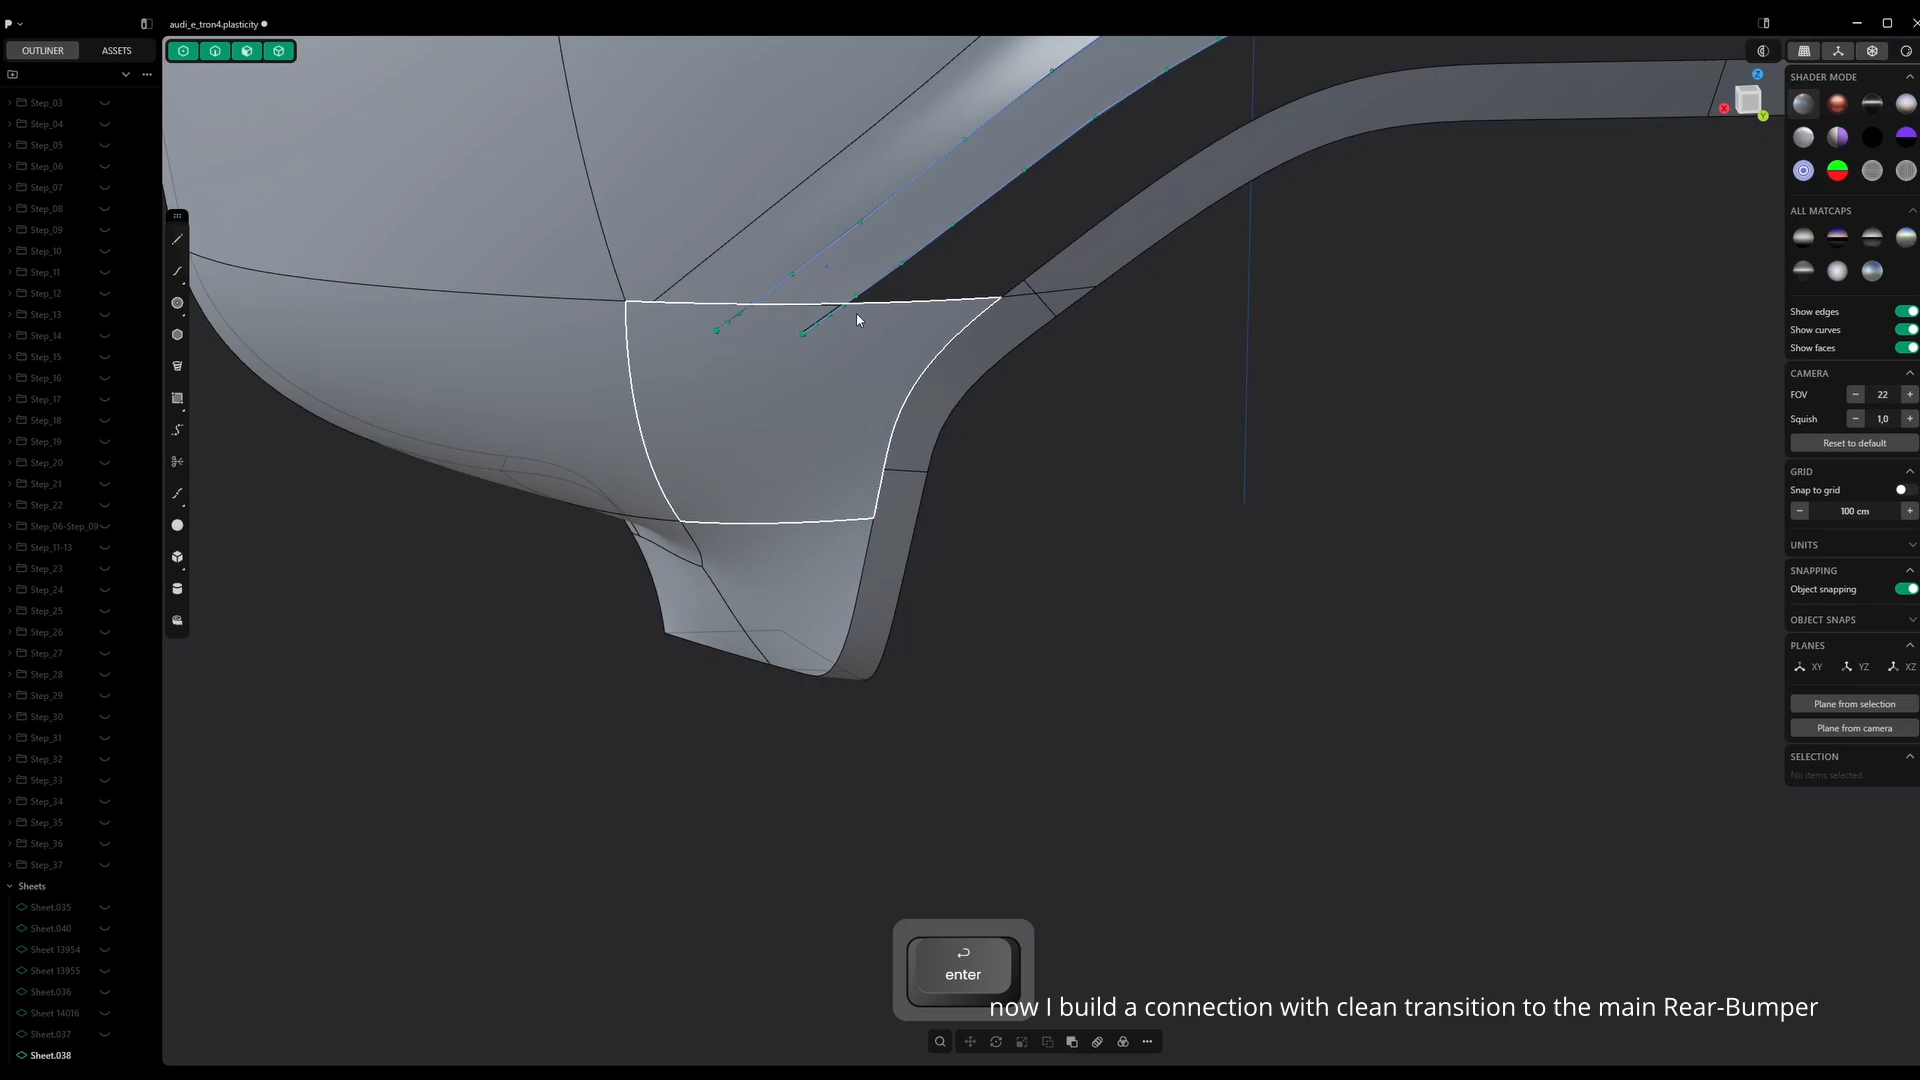 audi_e_tron4.plasticity
OUTLINER
ASSETS
Step_03
Step_04
Step_05
Step_06
Step_07
Step_08
Step_09
Step_10
Step_11
Step_12
Step_13
Step_14
Step_15
Step_16
Step_17
Step_18
Step_19
Step_20
Step_21
Step_22
Step_06-Step_09
Step_11-13
Step_23
Step_24
Step_25
Step_26
Step_27
Step_28
Step_29
Step_30
Step_31
Step_32
Step_33
Step_34
Step_35
Step_36
Step_37
Sheets
Sheet.035
Sheet.040
Sheet 13954
Sheet 13955
Sheet.036
Sheet 14016
Sheet.037
Sheet.038
Z
X
Y
SHADER MODE
ALL MATCAPS
Show edges
Show curves
Show faces
CAMERA
FOV
22
Squish
1,0
Reset to default
GRID
Snap to grid
100 cm
UNITS
SNAPPING
Object snapping
OBJECT SNAPS
PLANES
XY
YZ
XZ
Plane from selection
Plane from camera
SELECTION
No items selected
enter
now I build a connection with clean transition to the main Rear-Bumper